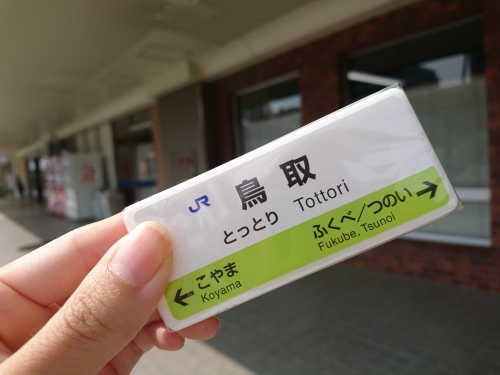 JR 鳥取
とっとり Tottori
←こやま ふくべ/つのい→
Koyama Fukube, Tsunoi